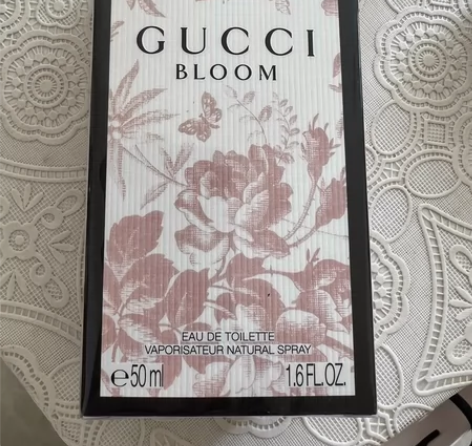 GUCCI
BLOOM
EAU DE TOILETTE
VAPORISATEUR NATURAL SPRAY
℮50 ml 1.6 FL.OZ.